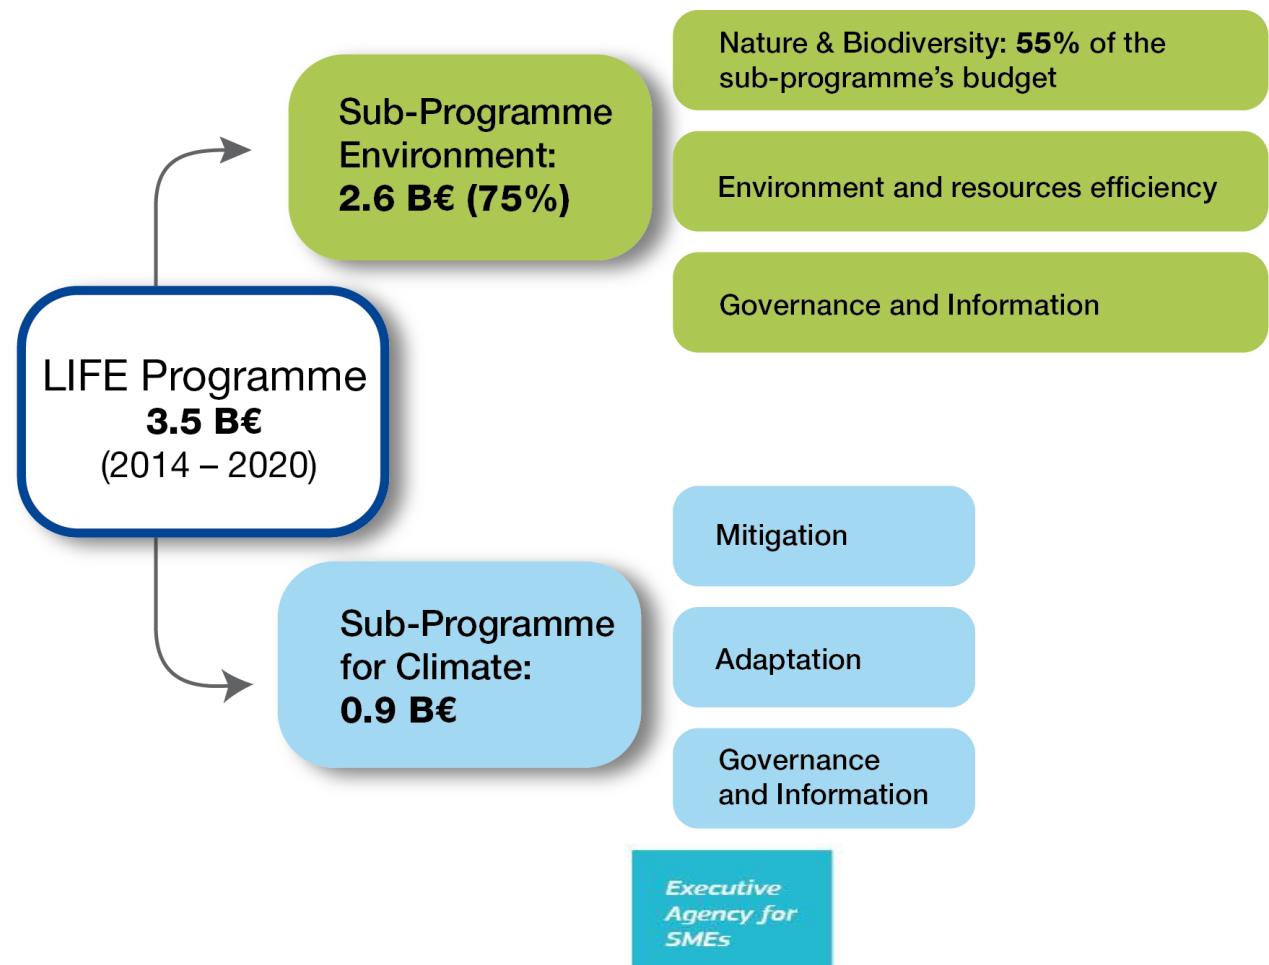 LIFE Programme
3.5 B€
(2014 – 2020)
Sub-Programme
Environment:
2.6 B€ (75%)
Nature & Biodiversity: 55% of the
sub-programme’s budget
Environment and resources efficiency
Governance and Information
Sub-Programme
for Climate:
0.9 B€
Mitigation
Adaptation
Governance
and Information
Executive
Agency for
SMEs